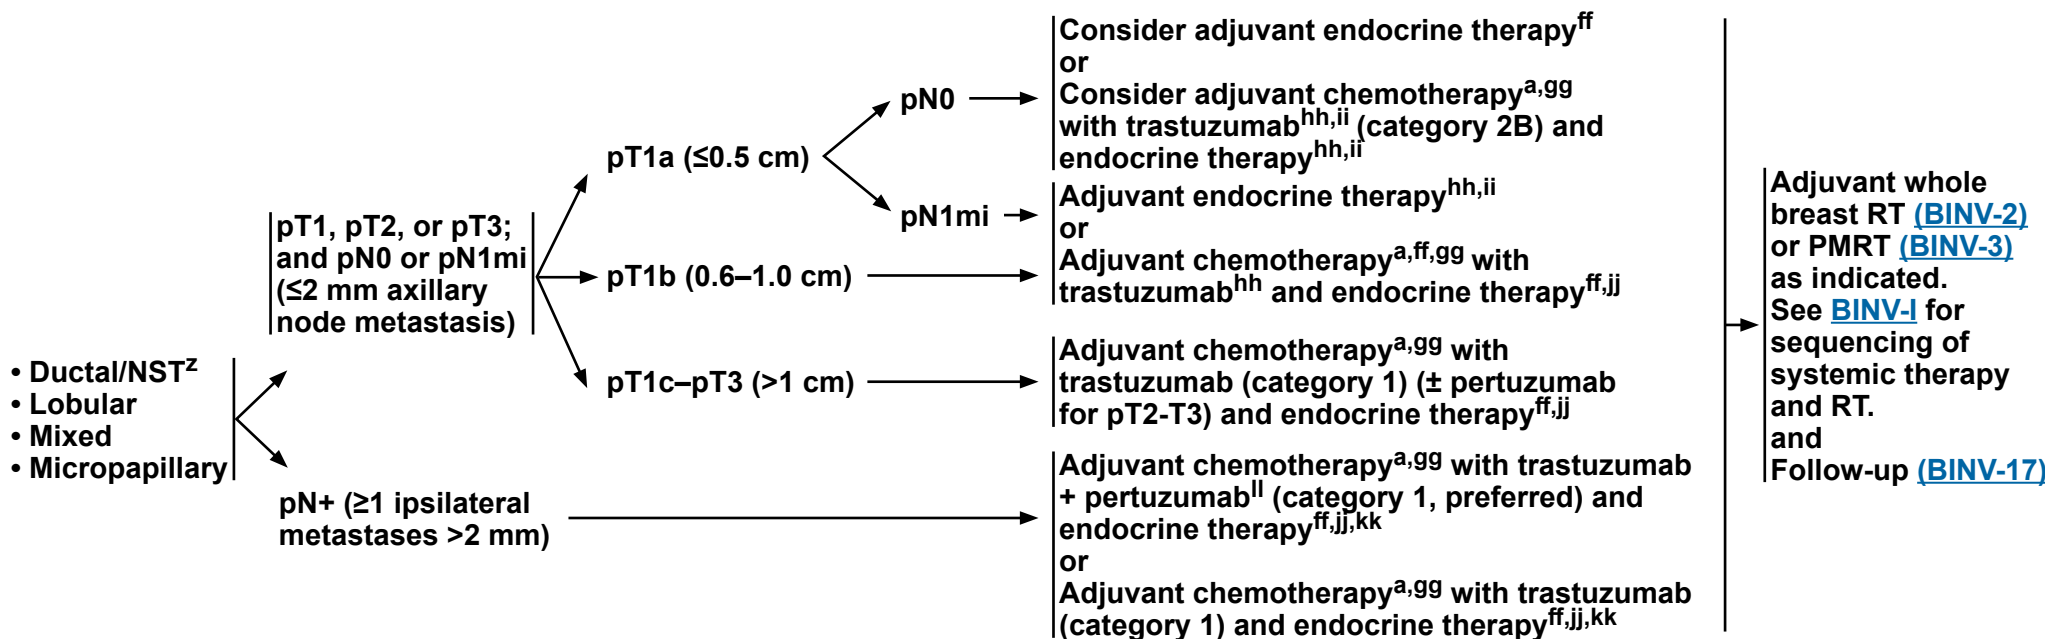 • Ductal/NSTᶻ
• Lobular
• Mixed
• Micropapillary
pT1, pT2, or pT3;
and pN0 or pN1mi
(≤2 mm axillary
node metastasis)
pN+ (≥1 ipsilateral
metastases >2 mm)
pT1a (≤0.5 cm)
pT1b (0.6–1.0 cm)
pT1c–pT3 (>1 cm)
pN0
pN1mi
Consider adjuvant endocrine therapyff
or
Consider adjuvant chemotherapya,gg
with trastuzumabhh,ii (category 2B) and
endocrine therapyhh,ii
Adjuvant endocrine therapyhh,ii
or
Adjuvant chemotherapya,ff,gg with
trastuzumabhh and endocrine therapyff,jj
Adjuvant chemotherapya,gg with
trastuzumab (category 1) (± pertuzumab
for pT2-T3) and endocrine therapyff,jj
Adjuvant chemotherapya,gg with trastuzumab
+ pertuzumabll (category 1, preferred) and
endocrine therapyff,jj,kk
or
Adjuvant chemotherapya,gg with trastuzumab
(category 1) and endocrine therapyff,jj,kk
Adjuvant whole
breast RT (BINV-2)
or PMRT (BINV-3)
as indicated.
See BINV-I for
sequencing of
systemic therapy
and RT.
and
Follow-up (BINV-17)